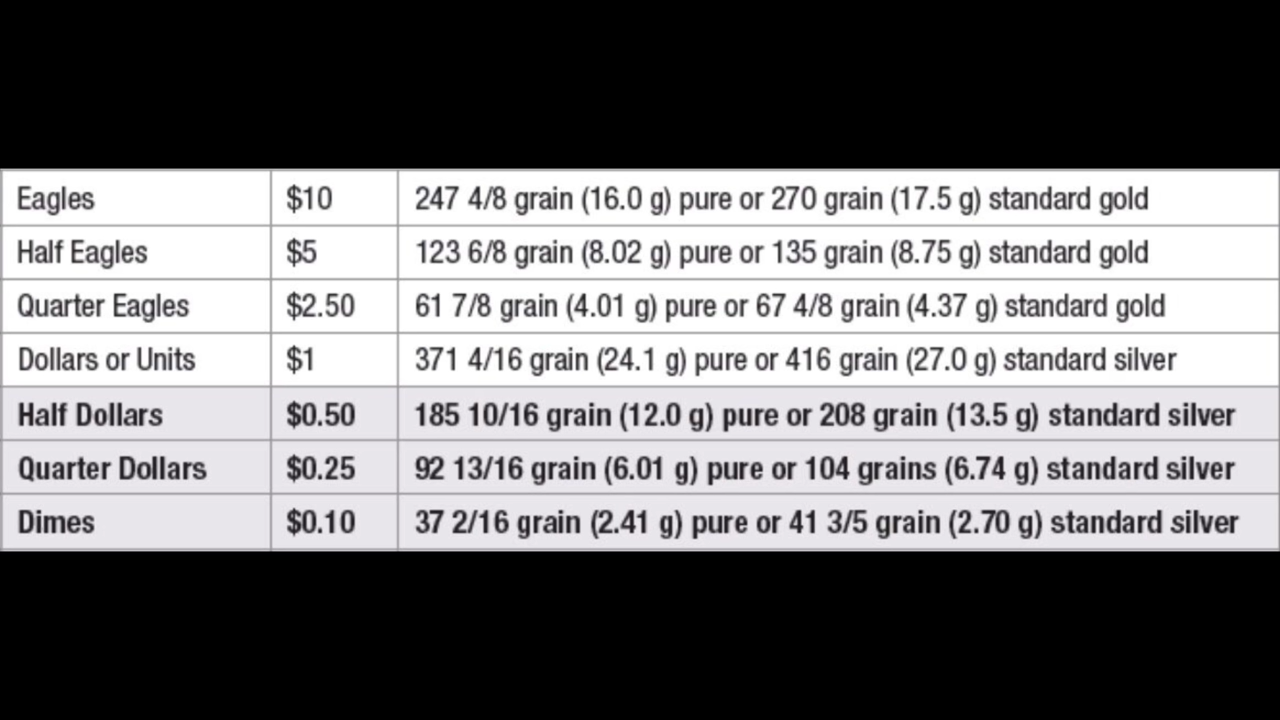 Eagles $10 247 4/8 grain (16.0 g) pure or 270 grain (17.5 g) standard gold
Half Eagles $5 123 6/8 grain (8.02 g) pure or 135 grain (8.75 g) standard gold
Quarter Eagles $2.50 61 7/8 grain (4.01 g) pure or 67 4/8 grain (4.37 g) standard gold
Dollars or Units $1 371 4/16 grain (24.1 g) pure or 416 grain (27.0 g) standard silver
Half Dollars $0.50 185 10/16 grain (12.0 g) pure or 208 grain (13.5 g) standard silver
Quarter Dollars $0.25 92 13/16 grain (6.01 g) pure or 104 grains (6.74 g) standard silver
Dimes $0.10 37 2/16 grain (2.41 g) pure or 41 3/5 grain (2.70 g) standard silver